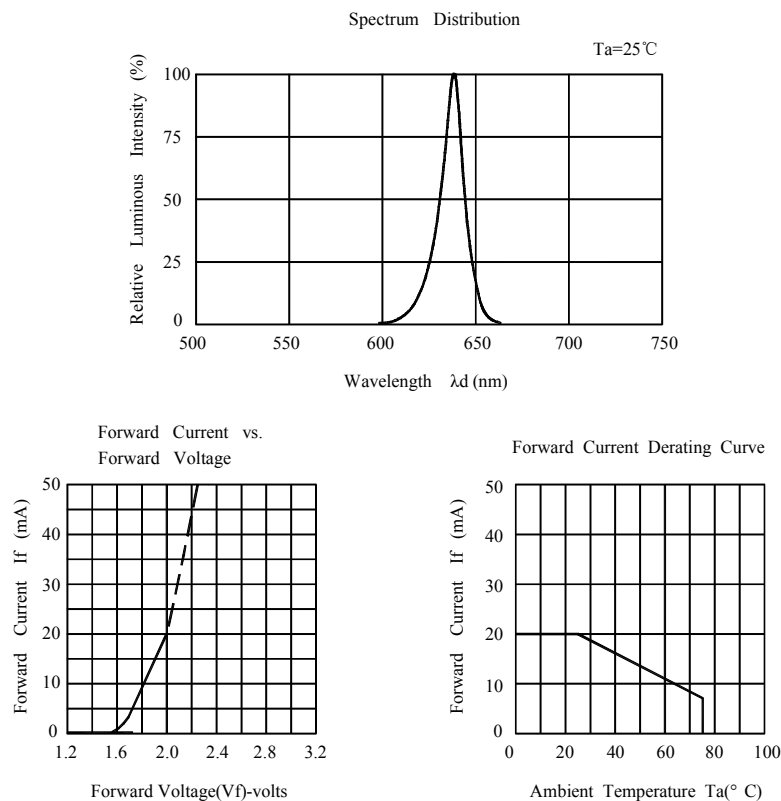 Spectrum Distribution
Ta=25℃
Relative Luminous Intensity (%)
100
75
50
25
0
500 550 600 650 700 750
Wavelength λd (nm)
Forward Current vs.
Forward Voltage
Forward Current If (mA)
50
40
30
20
10
0
1.2 1.6 2.0 2.4 2.8 3.2
Forward Voltage(Vf)-volts
Forward Current Derating Curve
Forward Current If (mA)
50
40
30
20
10
0
0 20 40 60 80 100
Ambient Temperature Ta(° C)